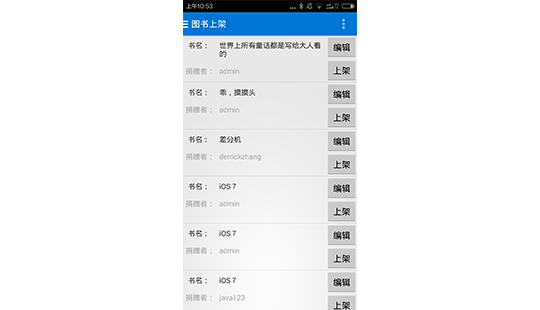 上午10:53
图书上架
书名： 世界上所有童话都是写给大人看的
编辑
捐赠者： admin
上架
书名： 乖，摸摸头
编辑
捐赠者： admin
上架
书名： 差分机
编辑
捐赠者： derrickzhang
上架
书名： iOS 7
编辑
捐赠者： admin
上架
书名： iOS 7
编辑
捐赠者： admin
上架
书名： iOS 7
编辑
捐赠者： java123
上架